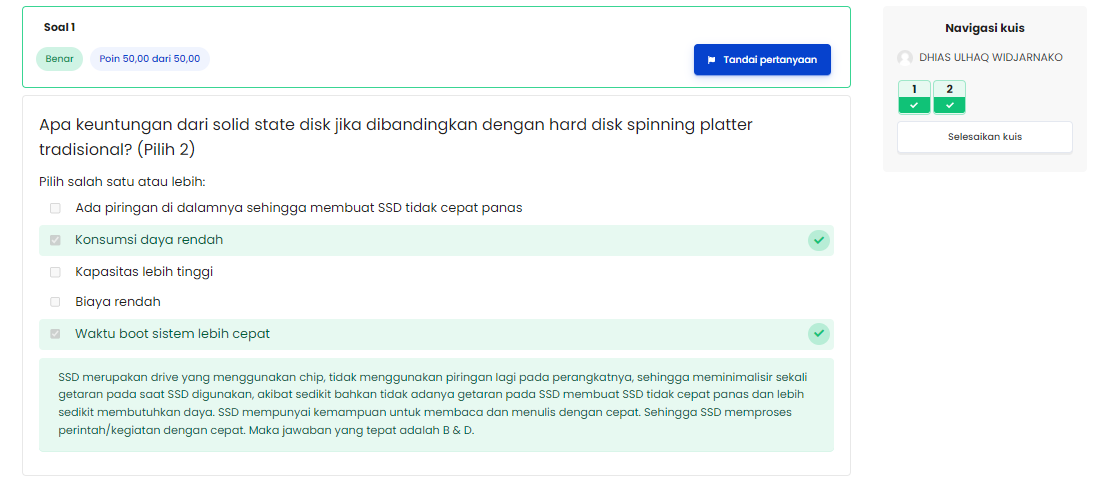 Soal 1
Benar
Poin 50,00 dari 50,00
Tandai pertanyaan
Apa keuntungan dari solid state disk jika dibandingkan dengan hard disk spinning platter
tradisional? (Pilih 2)
Pilih salah satu atau lebih:
Ada piringan di dalamnya sehingga membuat SSD tidak cepat panas
Konsumsi daya rendah
Kapasitas lebih tinggi
Biaya rendah
Waktu boot sistem lebih cepat
SSD merupakan drive yang menggunakan chip, tidak menggunakan piringan lagi pada perangkatnya, sehingga meminimalisir sekali
getaran pada saat SSD digunakan, akibat sedikit bahkan tidak adanya getaran pada SSD membuat SSD tidak cepat panas dan lebih
sedikit membutuhkan daya. SSD mempunyai kemampuan untuk membaca dan menulis dengan cepat. Sehingga SSD memproses
perintah/kegiatan dengan cepat. Maka jawaban yang tepat adalah B & D.
Navigasi kuis
DHIAS ULHAQ WIDJARNAKO
1 2
Selesaikan kuis